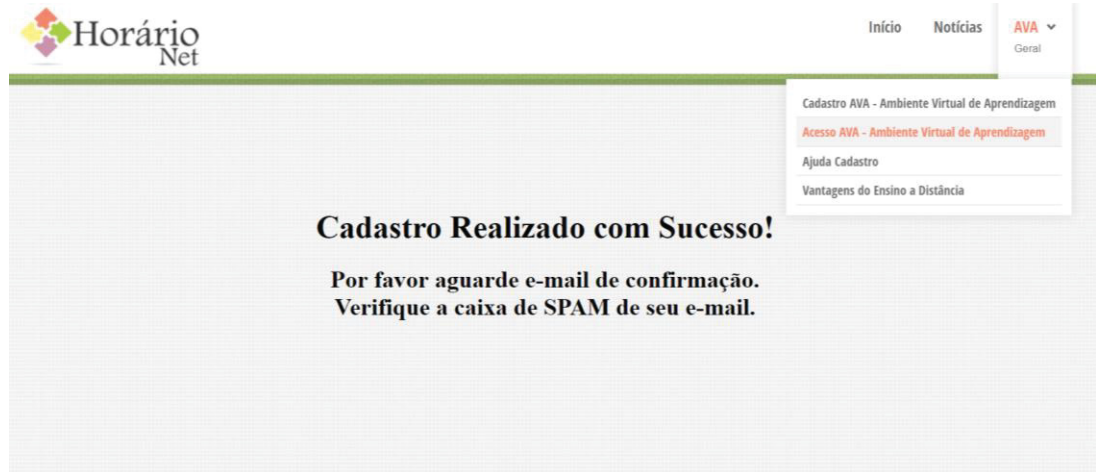 Horário
Net
Início
Notícias
AVA
Geral
Cadastro AVA - Ambiente Virtual de Aprendizagem
Acesso AVA - Ambiente Virtual de Aprendizagem
Ajuda Cadastro
Vantagens do Ensino a Distância
Cadastro Realizado com Sucesso!
Por favor aguarde e-mail de confirmação.
Verifique a caixa de SPAM de seu e-mail.